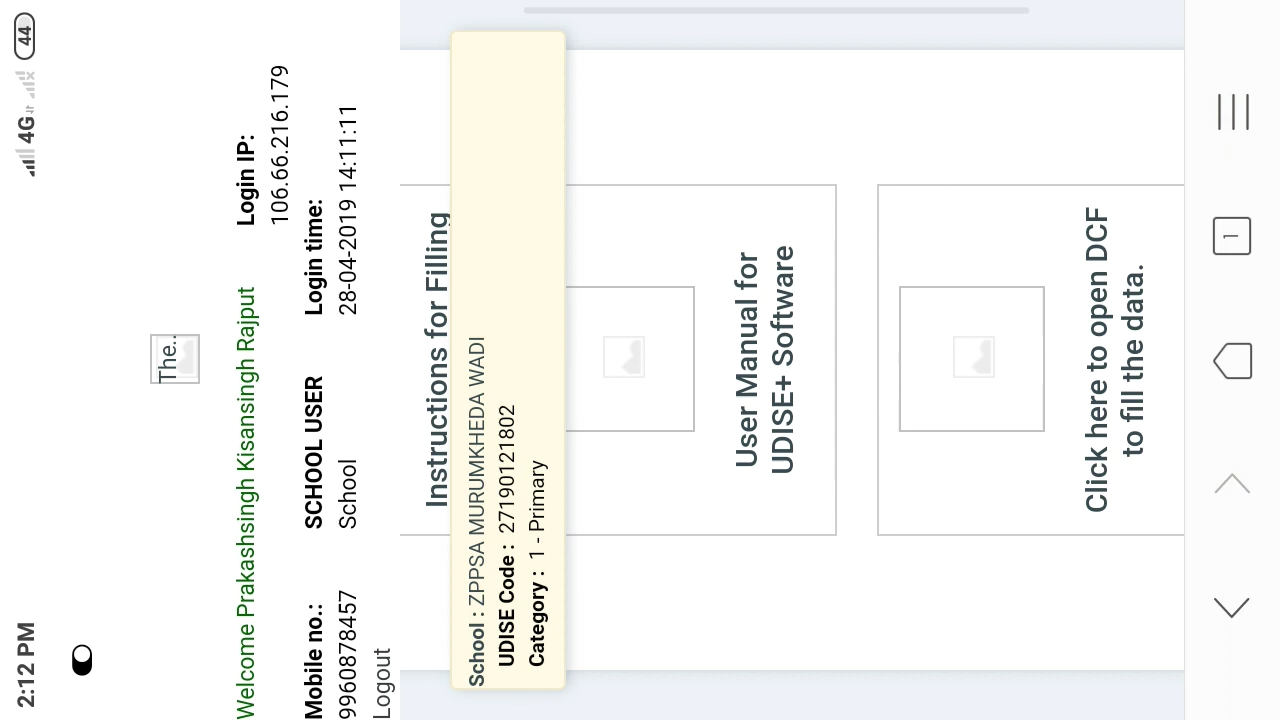 2:12 PM
4G
44
The..
Welcome Prakashsingh Kisansingh Rajput
Login IP:
106.66.216.179
Mobile no.:
9960878457
SCHOOL USER
School
Login time:
28-04-2019 14:11:11
Logout
Instructions for Filling
School : ZPPSA MURUMKHEDA WADI
UDISE Code : 27190121802
Category : 1 - Primary
User Manual for
UDISE+ Software
Click here to open DCF
to fill the data.
1